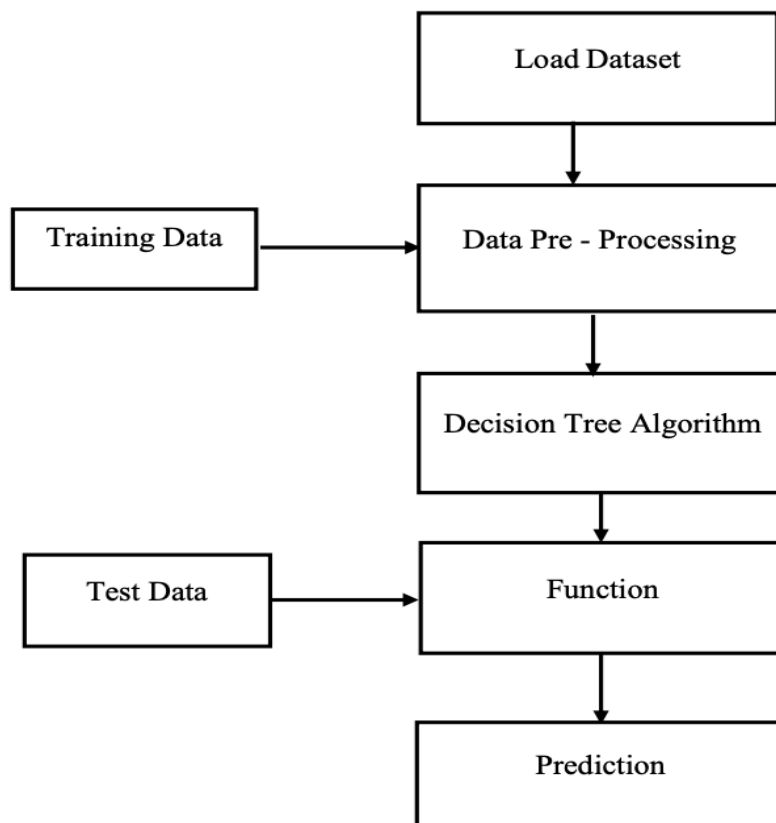 Load Dataset
Training Data
Data Pre - Processing
Decision Tree Algorithm
Test Data
Function
Prediction